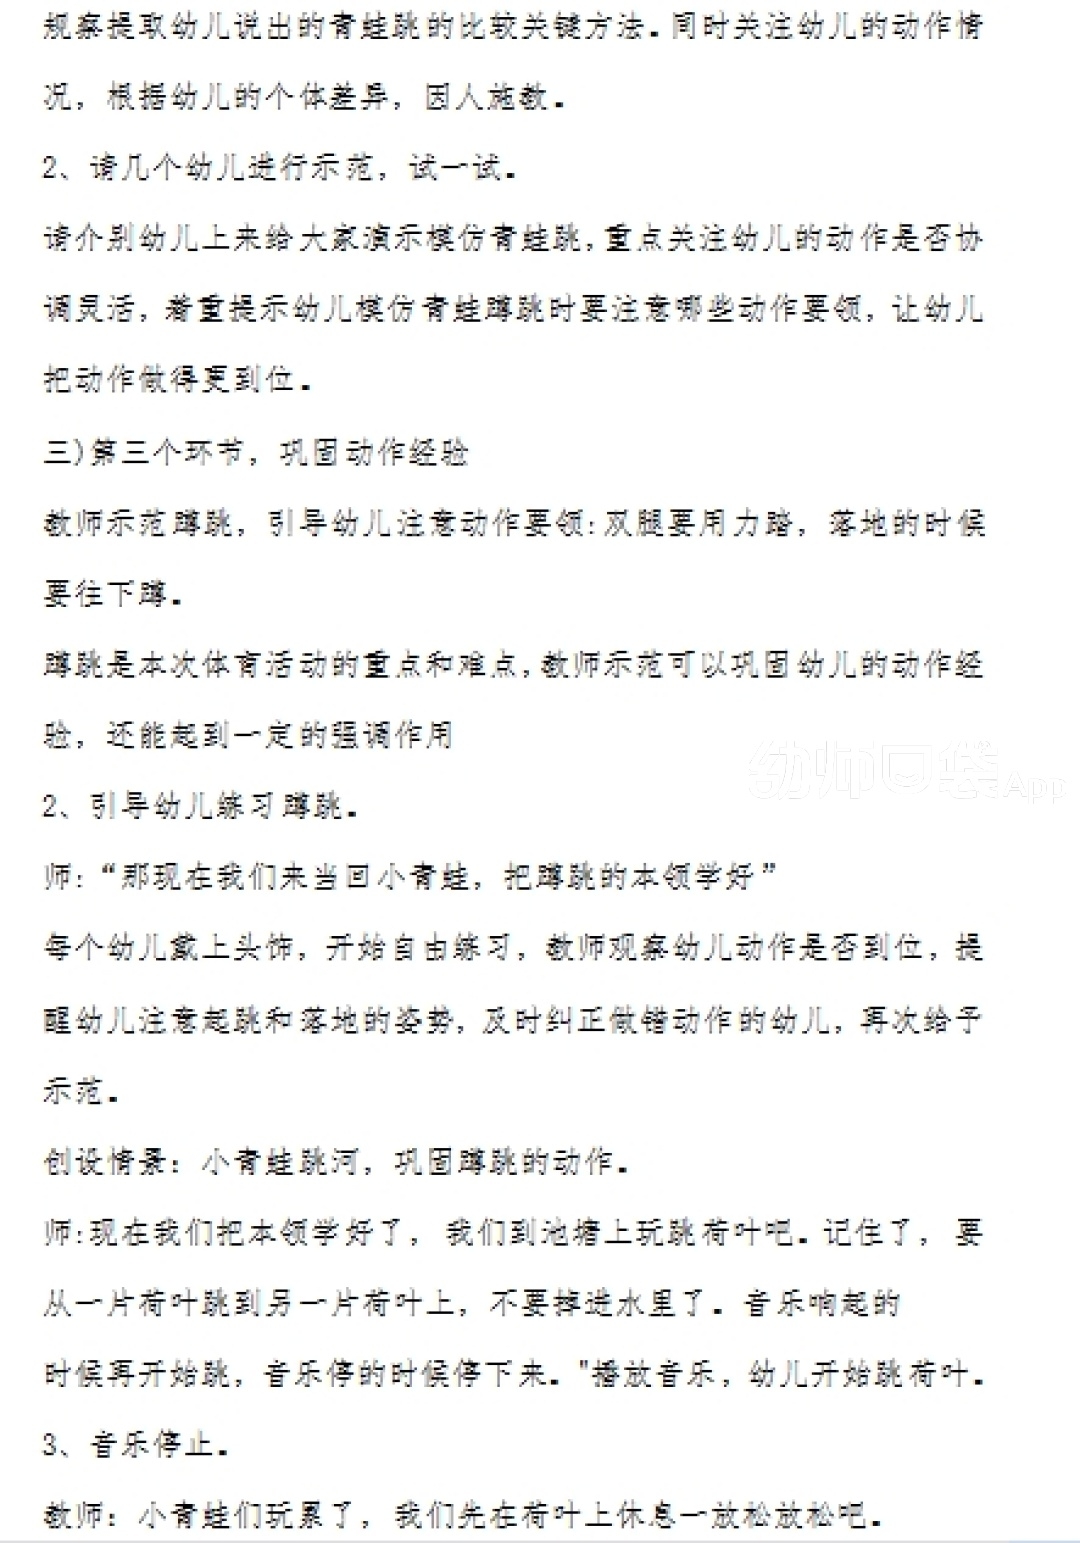 规察提取幼儿说出的青蛙跳的比较关键方法。同时关注幼儿的动作情
况，根据幼儿的个体差异，因人施教。
2、请几个幼儿进行示范，试一试。
请介别幼儿上来给大家演示模仿青蛙跳，重点关注幼儿的动作是否协
调灵活，着重提示幼儿模仿青蛙蹲跳时要注意哪些动作要领，让幼儿
把动作做得更到位。
三)第三个环节，巩固动作经验
教师示范蹲跳，引导幼儿注意动作要领:双腿要用力踏，落地的时候
要往下蹲。
蹲跳是本次体育活动的重点和难点，教师示范可以巩固幼儿的动作经
验，还能起到一定的强调作用
幼师口袋App
2、引导幼儿练习蹲跳。
师:“那现在我们来当回小青蛙，把蹲跳的本领学好”
每个幼儿戴上头饰，开始自由练习，教师观察幼儿动作是否到位，提
醒幼儿注意起跳和落地的姿势，及时纠正做错动作的幼儿，再次给予
示范。
创设情景：小青蛙跳河，巩固蹲跳的动作。
师:现在我们把本领学好了，我们到池塘上玩跳荷叶吧。记住了，要
从一片荷叶跳到另一片荷叶上，不要掉进水里了。音乐响起的
时候再开始跳，音乐停的时候停下来。"播放音乐，幼儿开始跳荷叶。
3、音乐停止。
教师：小青蛙们玩累了，我们先在荷叶上休息一放松放松吧。